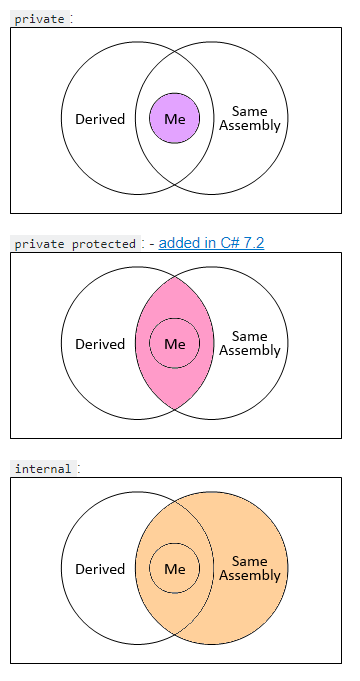 private:
Derived
Me
Same
Assembly
private protected: - added in C# 7.2
Derived
Me
Same
Assembly
internal:
Derived
Me
Same
Assembly